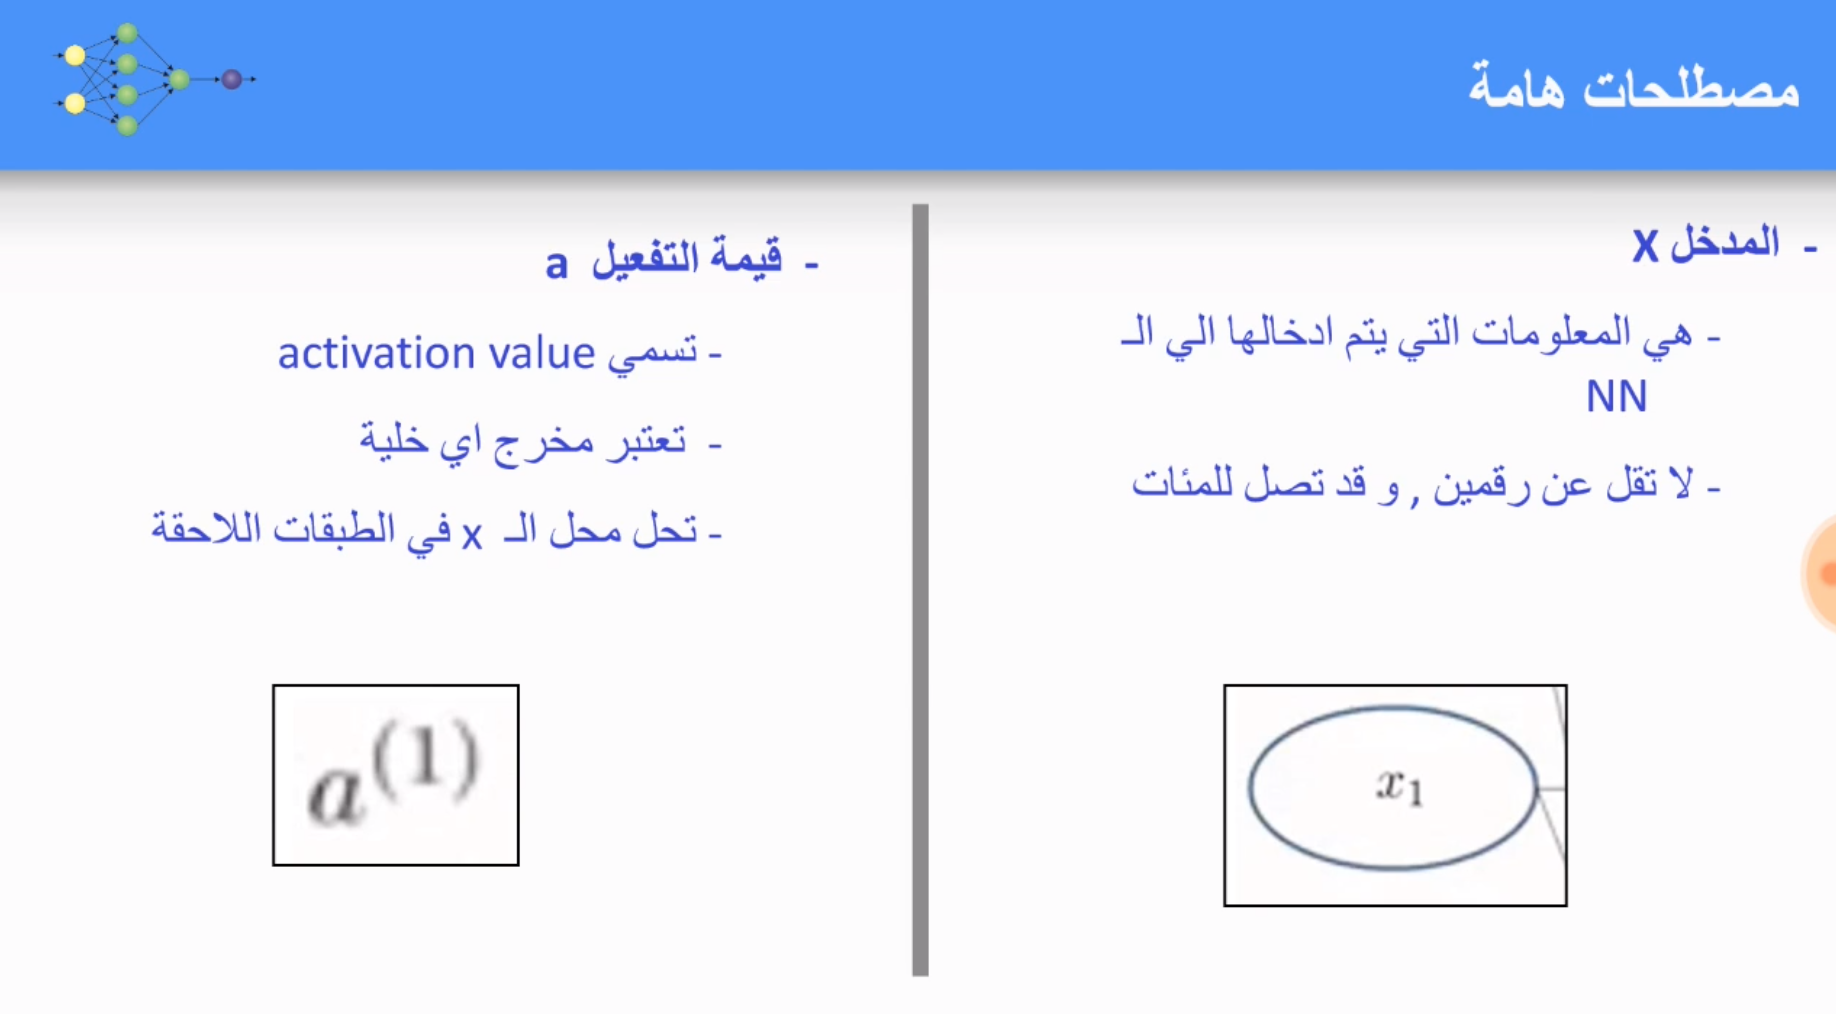 مصطلحات هامة
- المدخل X
- هي المعلومات التي يتم ادخالها الي الـ
NN
- لا تقل عن رقمين , و قد تصل للمئات
x₁
- قيمة التفعيل a
- تسمي activation value
- تعتبر مخرج اي خلية
- تحل محل الـ x في الطبقات اللاحقة
a⁽¹⁾